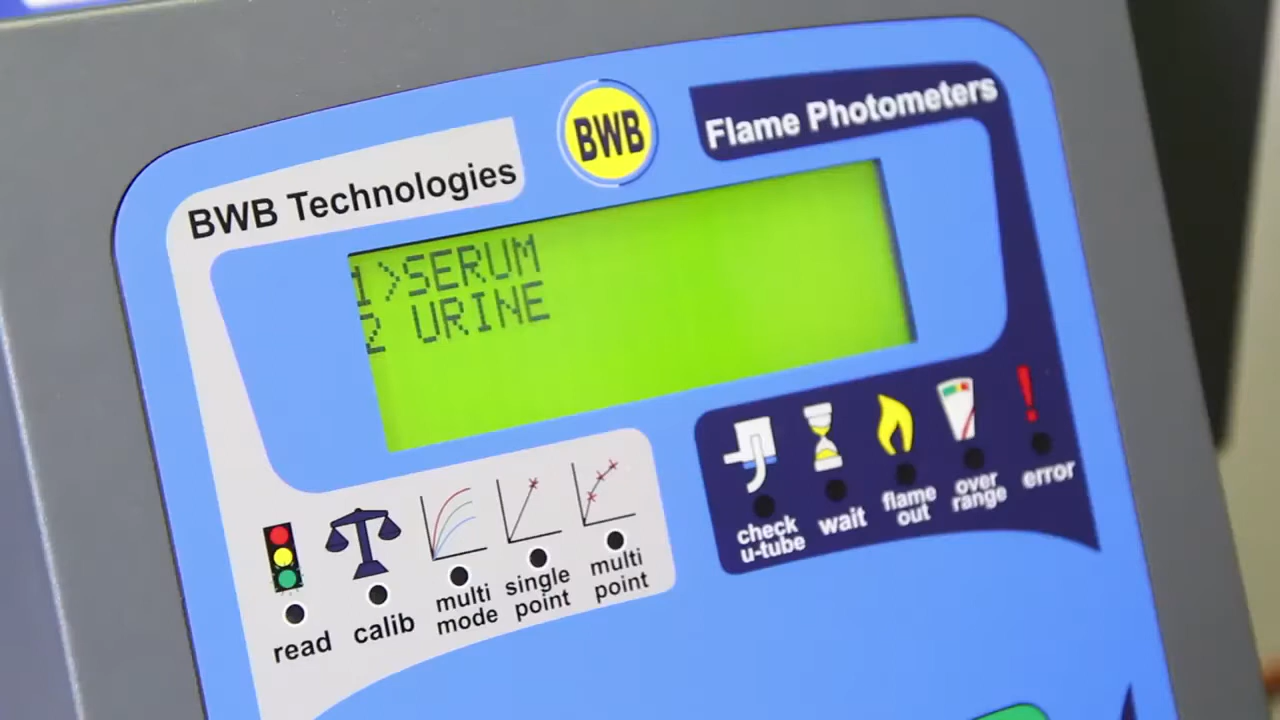 BWB Technologies
BWB
Flame Photometers
1>SERUM
2 URINE
read
calib
multi
mode
single
point
multi
point
check
u-tube
wait
flame
out
over
range
error